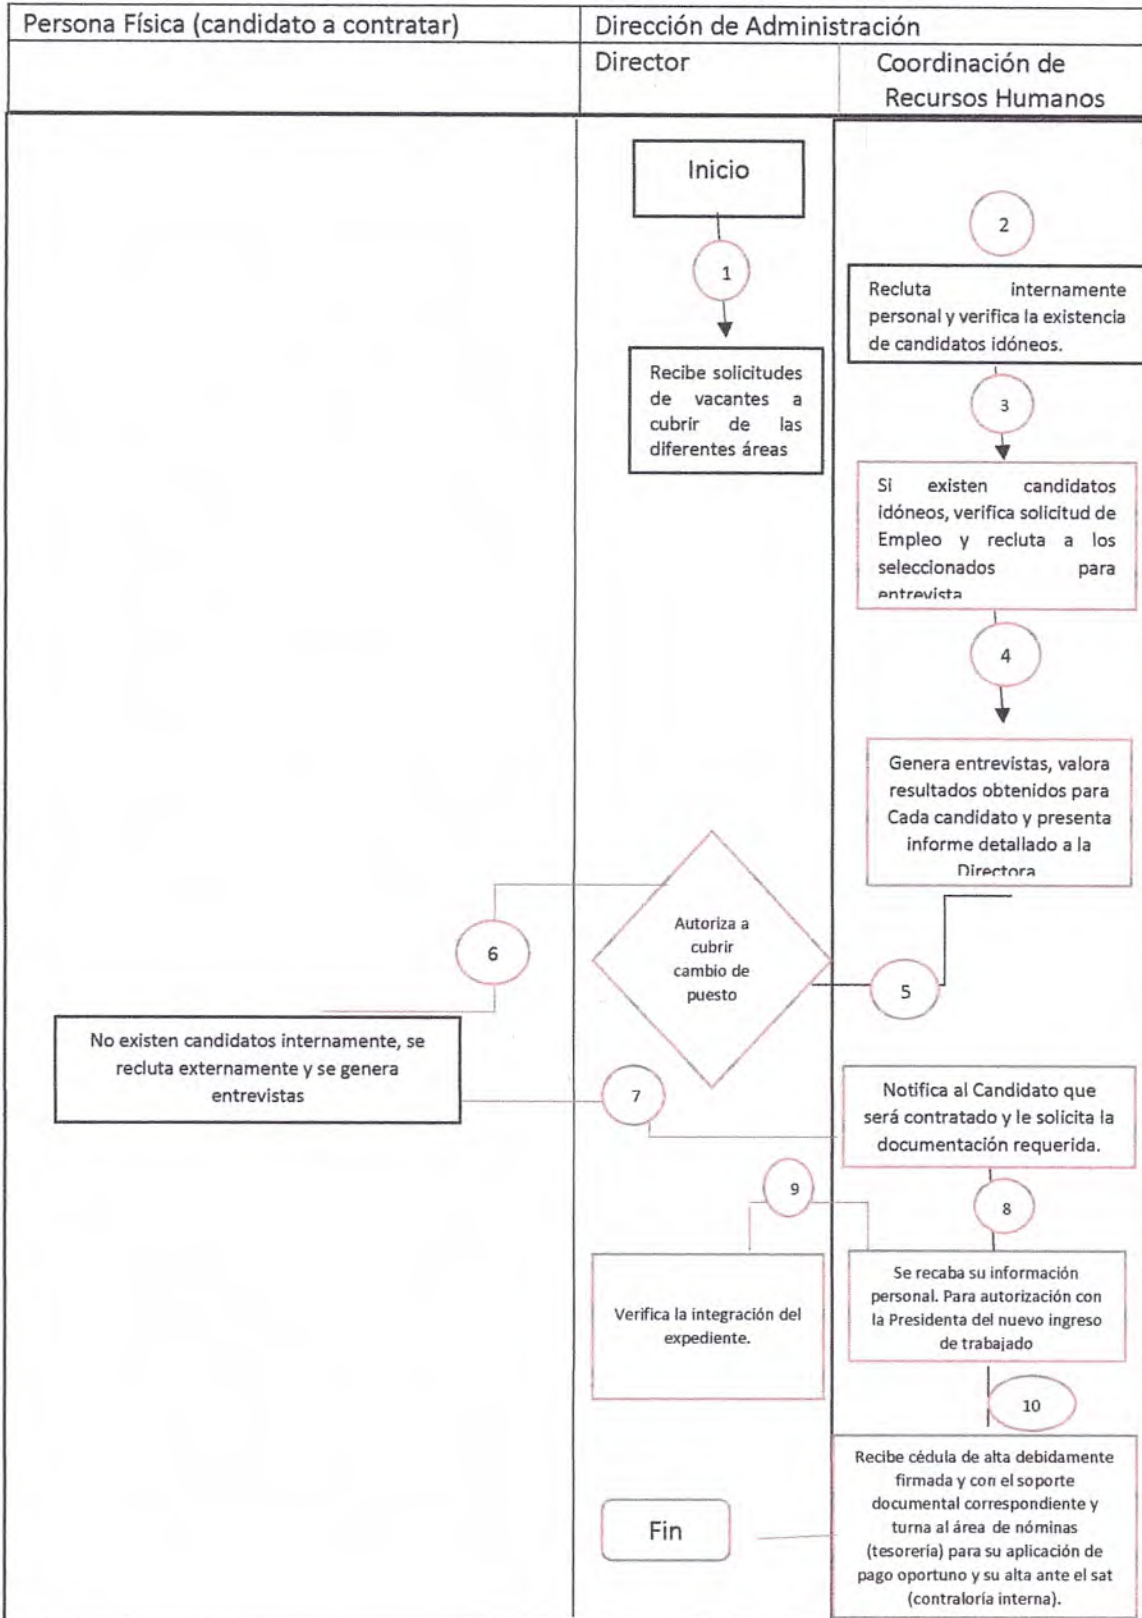 Persona Física (candidato a contratar)
Dirección de Administración
Director
Coordinación de
Recursos Humanos
Inicio
1
Recibe solicitudes
de vacantes a
cubrir de las
diferentes áreas
2
Recluta internamente
personal y verifica la existencia
de candidatos idóneos.
3
Si existen candidatos
idóneos, verifica solicitud de
Empleo y recluta a los
seleccionados para
entrevista
4
Genera entrevistas, valora
resultados obtenidos para
Cada candidato y presenta
informe detallado a la
Directora
5
Autoriza a
cubrir
cambio de
puesto
6
No existen candidatos internamente, se
recluta externamente y se genera
entrevistas
7
Notifica al Candidato que
será contratado y le solicita la
documentación requerida.
8
Se recaba su información
personal. Para autorización con
la Presidenta del nuevo ingreso
de trabajado
9
Verifica la integración del
expediente.
10
Recibe cédula de alta debidamente
firmada y con el soporte
documental correspondiente y
turna al área de nóminas
(tesorería) para su aplicación de
pago oportuno y su alta ante el sat
(contraloría interna).
Fin